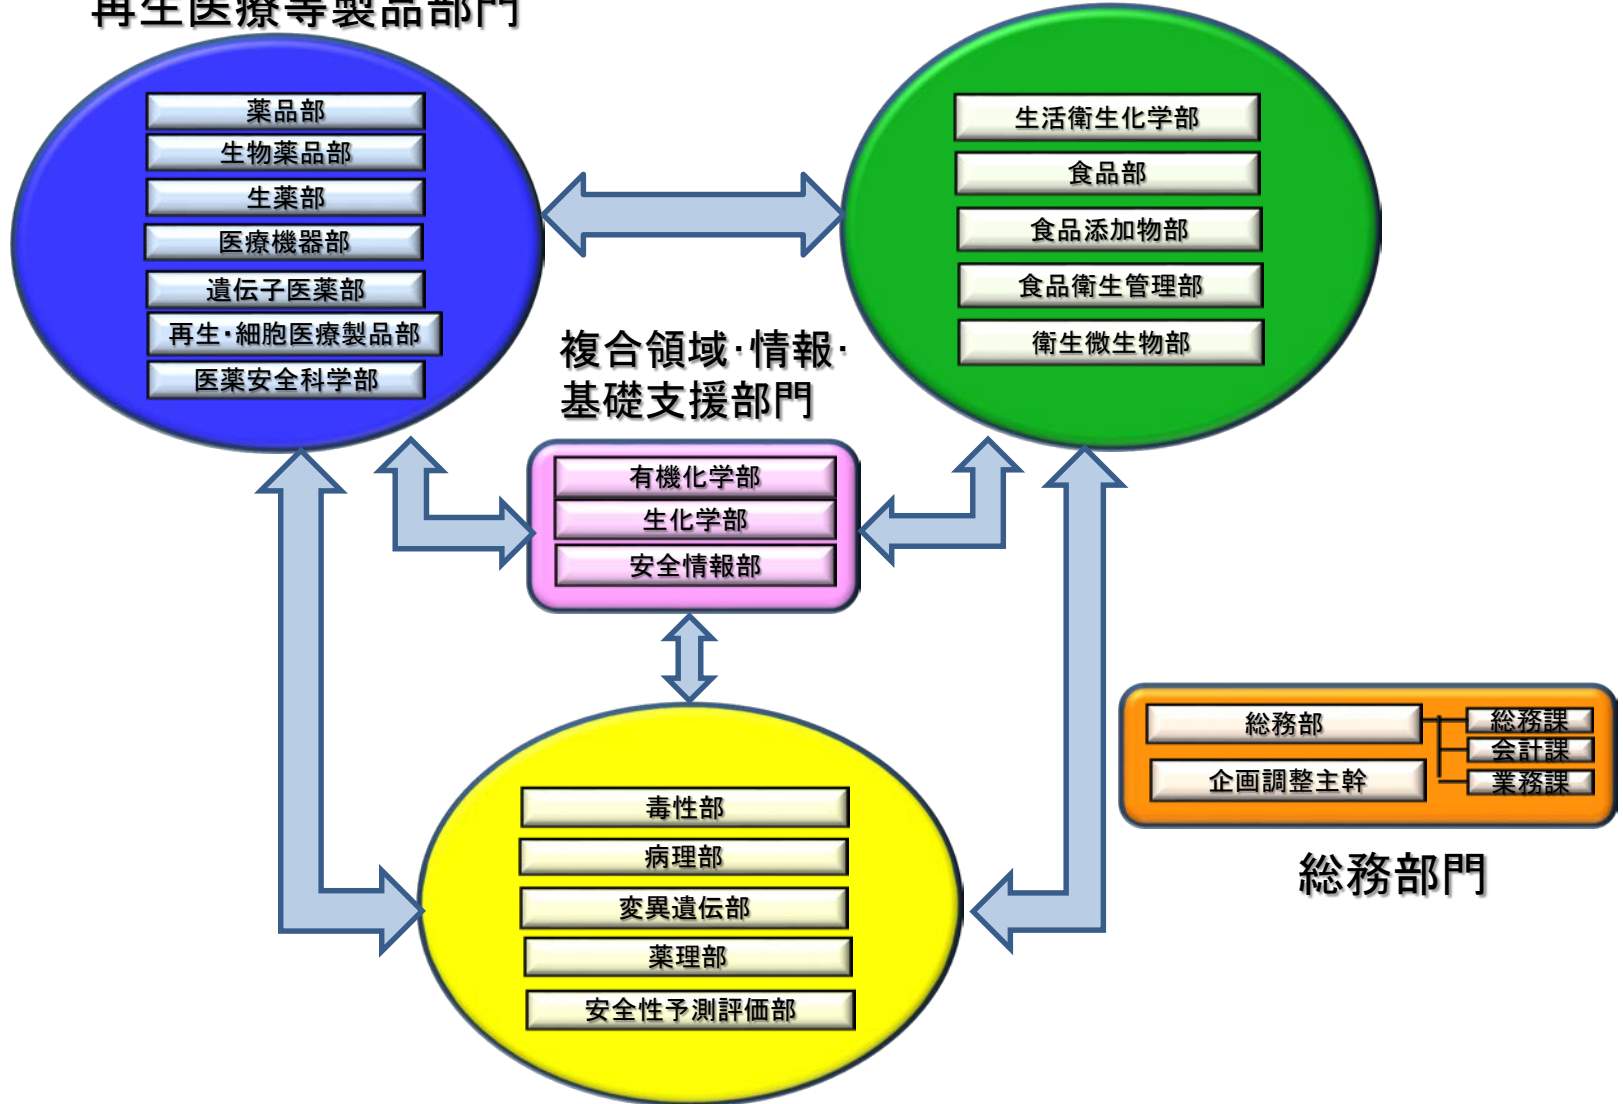 再生医療等製品部門
薬品部
生物薬品部
生薬部
医療機器部
遺伝子医薬部
再生・細胞医療製品部
医薬安全科学部
生活衛生化学部
食品部
食品添加物部
食品衛生管理部
衛生微生物部
複合領域・情報・
基礎支援部門
有機化学部
生化学部
安全情報部
毒性部
病理部
変異遺伝部
薬理部
安全性予測評価部
総務部
企画調整主幹
総務課
会計課
業務課
総務部門